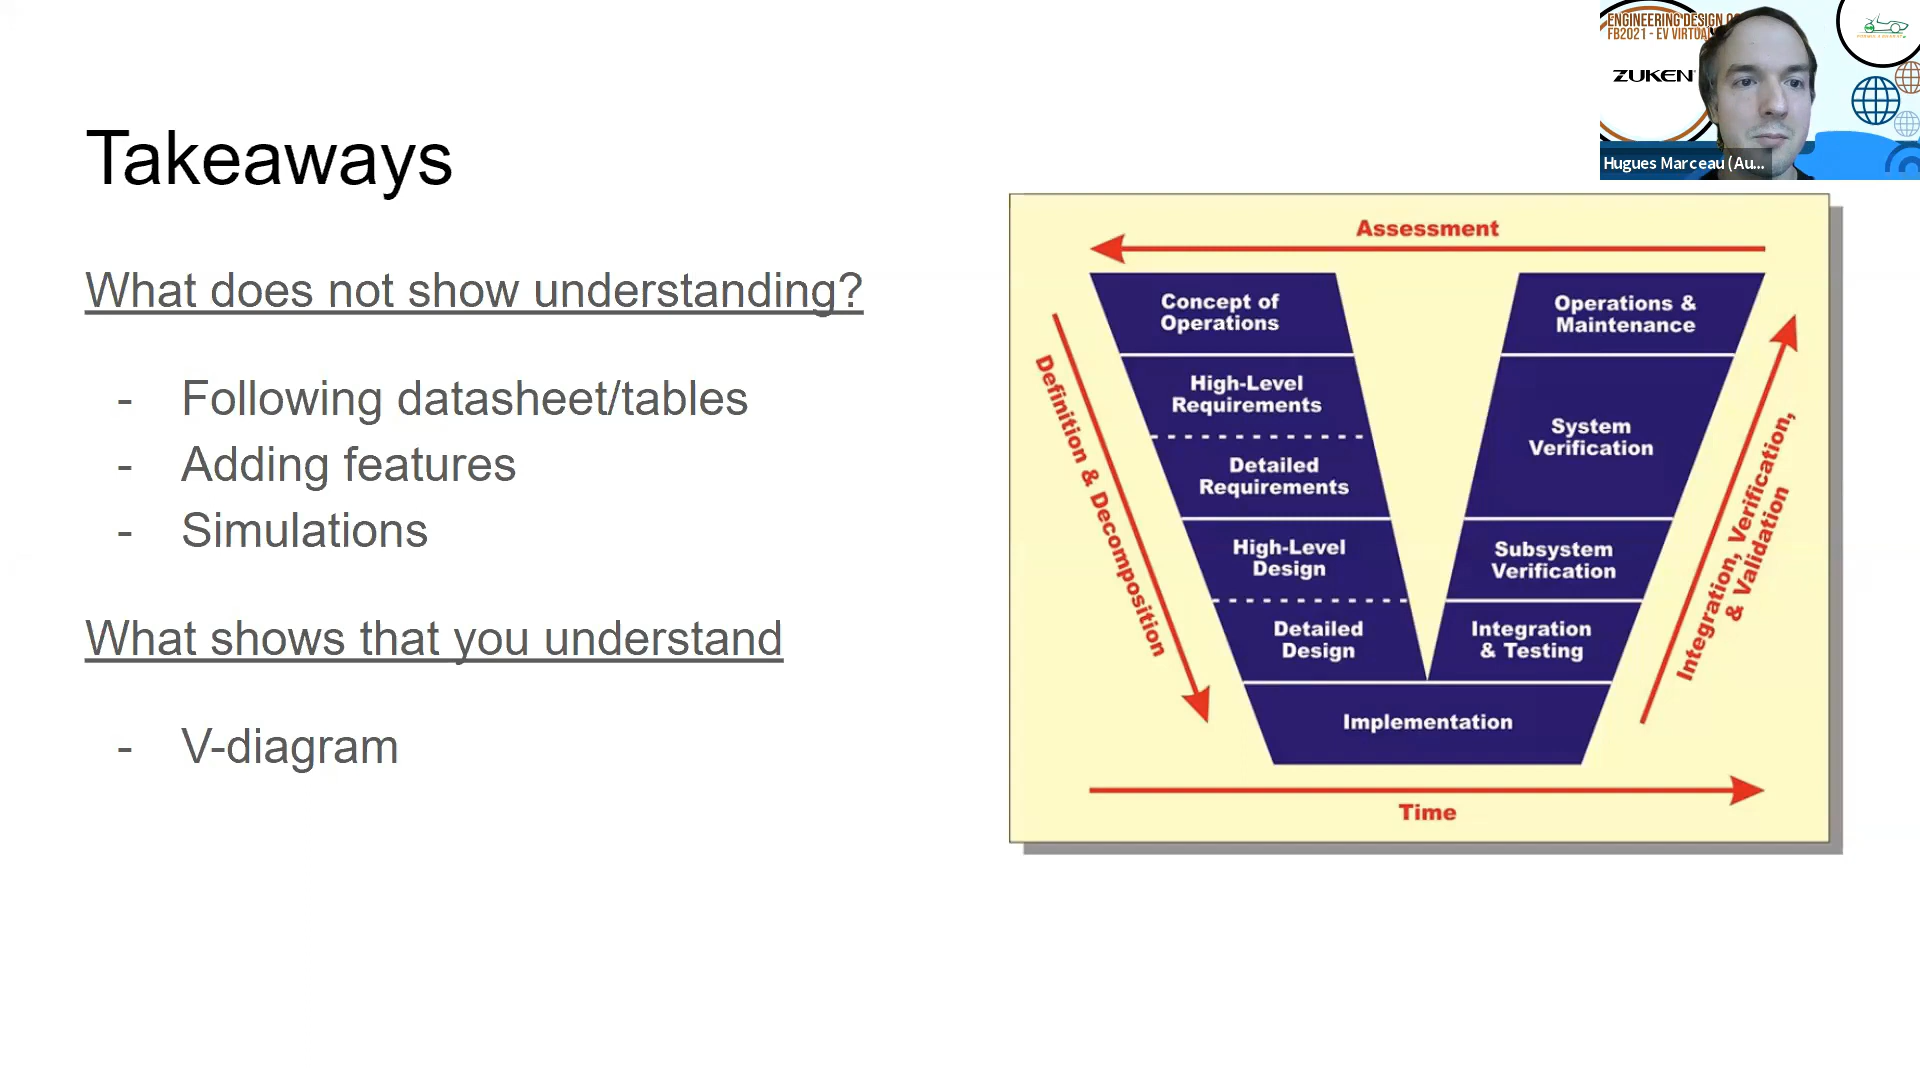 ENGINEERING DESIGN
FB2021 - EV VIRTUAL
ZUKEN
Hugues Marceau (Au...
Takeaways
What does not show understanding?
- Following datasheet/tables
- Adding features
- Simulations
What shows that you understand
- V-diagram
Assessment
Concept of
Operations
High-Level
Requirements
Detailed
Requirements
High-Level
Design
Detailed
Design
Implementation
Operations &
Maintenance
System
Verification
Subsystem
Verification
Integration
& Testing
Definition & Decomposition
Integration, Verification,
& Validation
Time